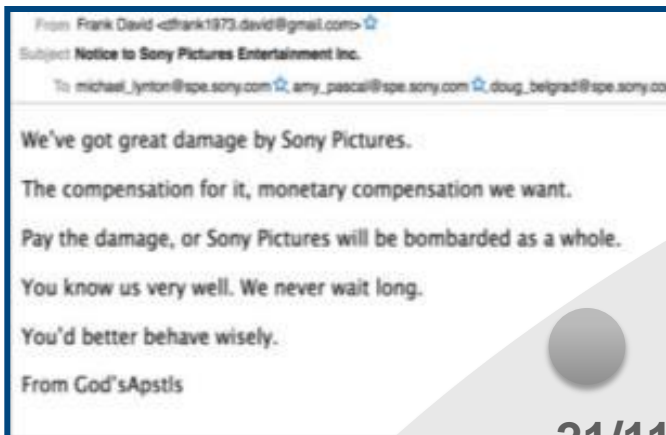 From Frank David <dfrank1973.david@gmail.com>
Subject Notice to Sony Pictures Entertainment Inc.
To michael_lynton@spe.sony.com amy_pascal@spe.sony.com doug_belgrad@spe.sony.co
We've got great damage by Sony Pictures.
The compensation for it, monetary compensation we want.
Pay the damage, or Sony Pictures will be bombarded as a whole.
You know us very well. We never wait long.
You'd better behave wisely.
From God'sApstls
21/11